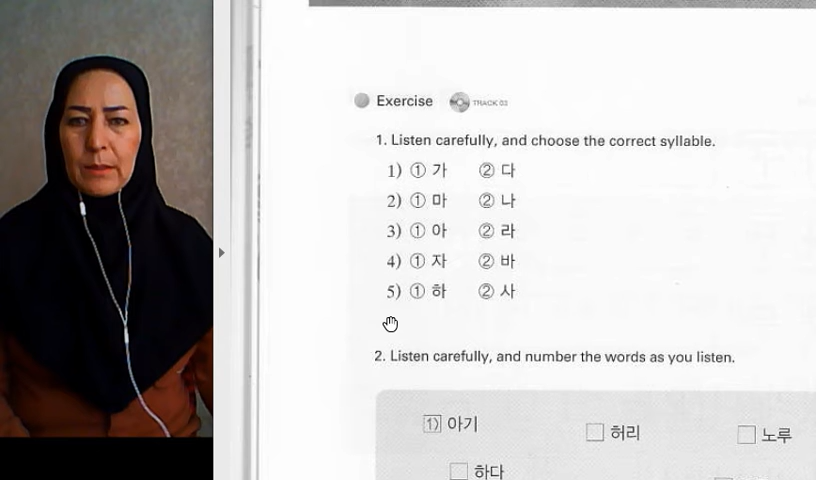 Exercise TRACK 03
1. Listen carefully, and choose the correct syllable.
1) ① 가 ② 다
2) ① 마 ② 나
3) ① 아 ② 라
4) ① 자 ② 바
5) ① 하 ② 사
2. Listen carefully, and number the words as you listen.
1) 아기
허리
노루
하다